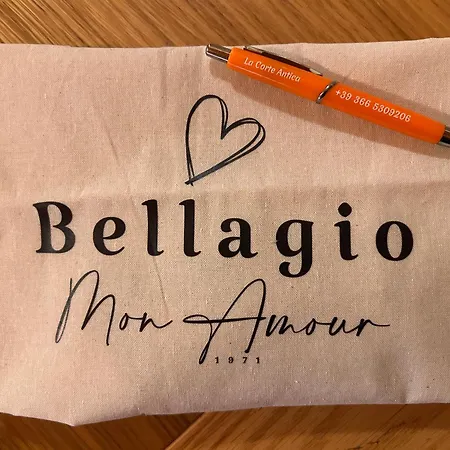 La Corte Antica
+39 366 5309206
Bellagio
Mon Amour
1971